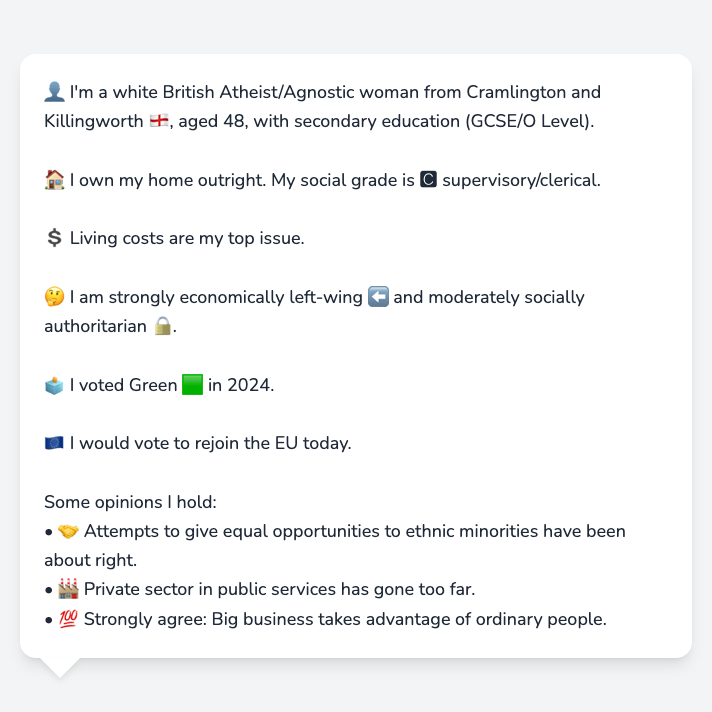 👤 I'm a white British Atheist/Agnostic woman from Cramlington and
Killingworth 🏴󠁧󠁢󠁥󠁮󠁧󠁿, aged 48, with secondary education (GCSE/O Level).
🏠 I own my home outright. My social grade is 🅲 supervisory/clerical.
💲 Living costs are my top issue.
🤔 I am strongly economically left-wing ⬅️ and moderately socially
authoritarian 🔒.
🗳️ I voted Green 🟩 in 2024.
🇪🇺 I would vote to rejoin the EU today.
Some opinions I hold:
• 🤝 Attempts to give equal opportunities to ethnic minorities have been
about right.
• 🏭 Private sector in public services has gone too far.
• 💯 Strongly agree: Big business takes advantage of ordinary people.